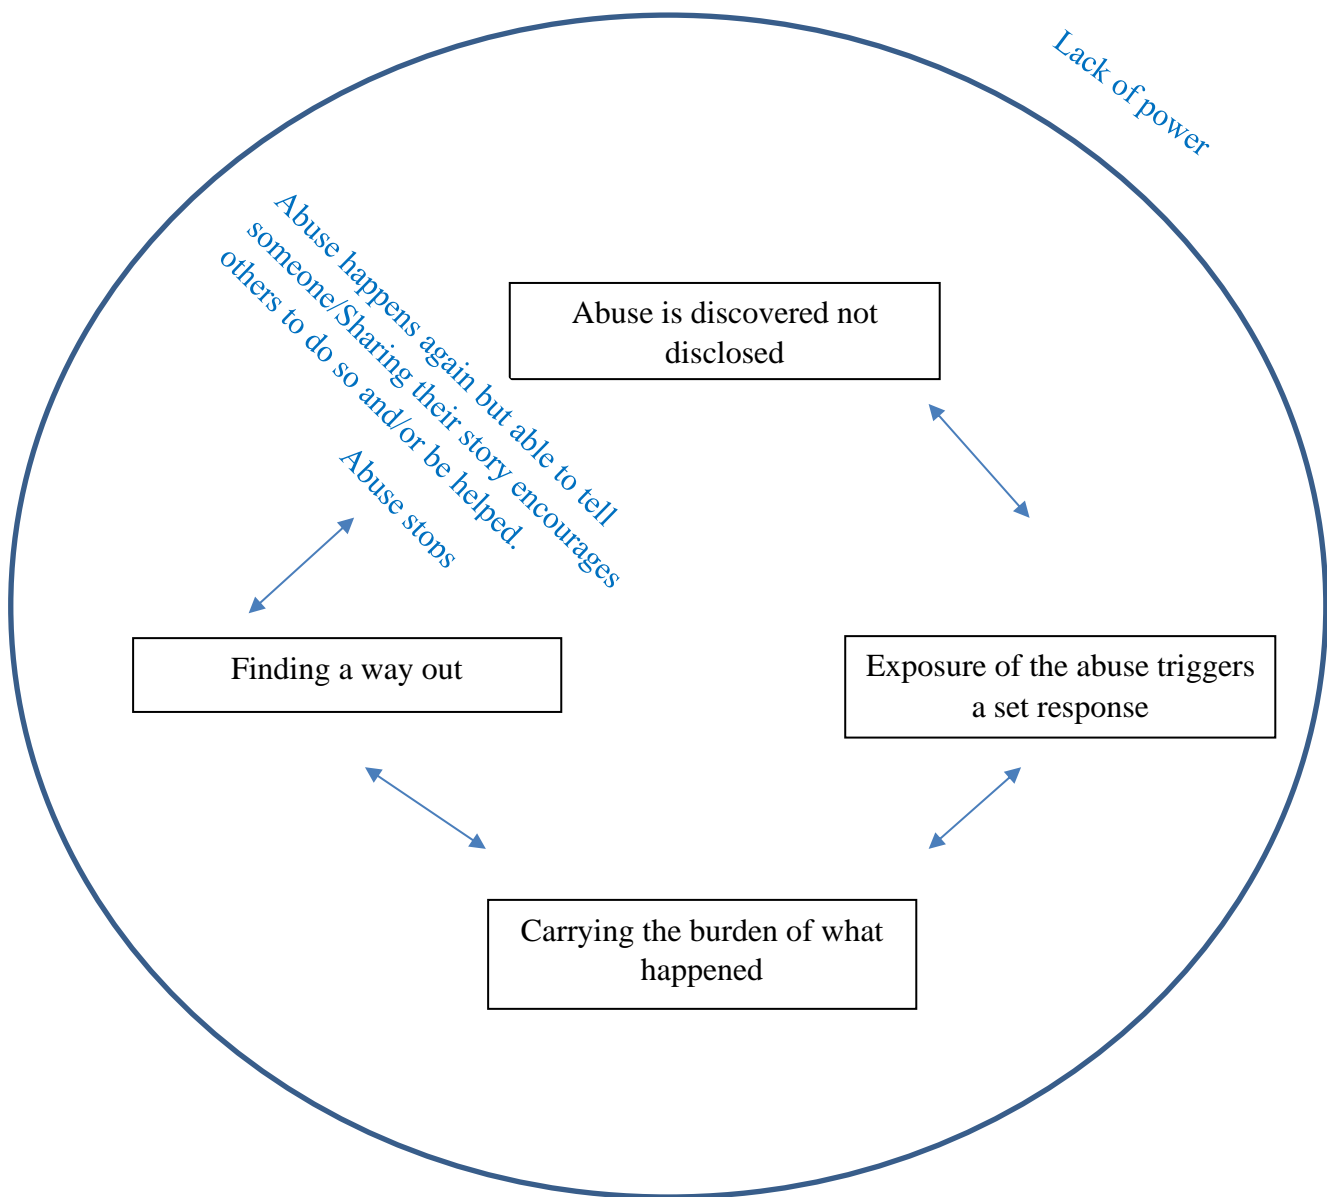 Lack of power
Abuse happens again but able to tell
someone/Sharing their story encourages
others to do so and/or be helped.
Abuse stops
Abuse is discovered not
disclosed
Finding a way out
Exposure of the abuse triggers
a set response
Carrying the burden of what
happened